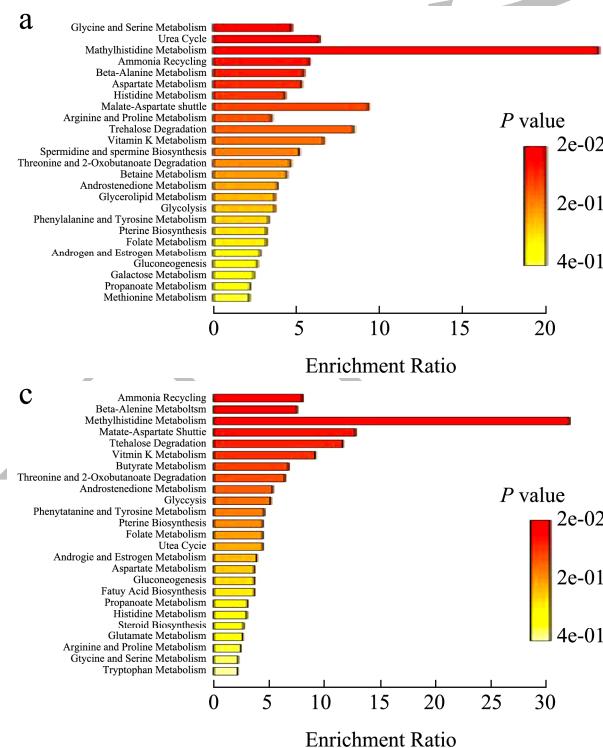 a
Glycine and Serine Metabolism
Urea Cycle
Mathylhistidine Metabolism
Ammonia Recycling
Beta-Alanine Metabolism
Aspartate Metabolism
Histidine Metabolism
Malate-Aspartate shuttle
Arginine and Proline Metabolism
Trehalose Degradation
Vitamin K Metabolism
Spermidine and spermine Biosynthesis
Threonine and 2-Oxobutanoate Degradation
Betaine Metabolism
Androstenedione Metabolism
Glycerolipid Metabolism
Glycolysis
Phenylalanine and Tyrosine Metabolism
Pterine Biosynthesis
Folate Metabolism
Androgen and Estrogen Metabolism
Gluconeogenesis
Galactose Metabolism
Propanoate Metabolism
Methionine Metabolism
P value
2e-02
2e-01
4e-01
0 5 10 15 20
Enrichment Ratio
c
Ammonia Recycling
Beta-Alenine Metaboltsm
Methylhistidine Metabolism
Matate-Aspartate Shuttie
Ttehalose Degradation
Vitmin K Metabolism
Butyrate Metabolism
Threonine and 2-Oxobutanoate Degradation
Androstenedione Metabolism
Glyccysis
Phenytatanine and Tyrosine Metabolism
Pterine Biosynthesis
Folate Metabolism
Utea Cycie
Androgie and Estrogen Metabolism
Aspartate Metabolism
Gluconeogenesis
Fatuy Acid Biosynthesis
Propanoate Metabolism
Histidine Metabolism
Steroid Biosynthesis
Glutamate Metabolism
Arginine and Proline Metabolism
Gtycine and Serine Metabolism
Tryptophan Metabolism
P value
2e-02
2e-01
4e-01
0 5 10 15 20 25 30
Enrichment Ratio